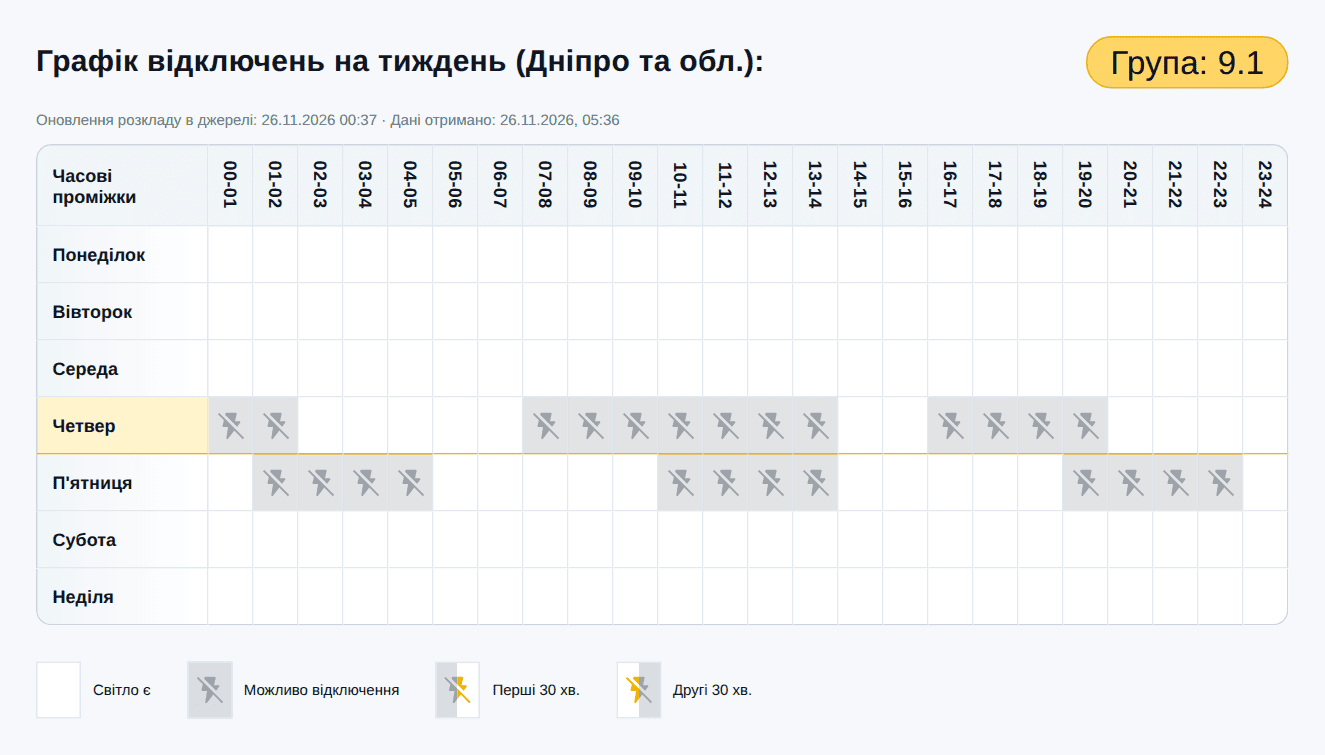 Графік відключень на тиждень (Дніпро та обл.):
Група: 9.1
Оновлення розкладу в джерелі: 26.11.2026 00:37 · Дані отримано: 26.11.2026, 05:36
Часові
проміжки
00-01 01-02 02-03 03-04 04-05 05-06 06-07 07-08 08-09 09-10 10-11 11-12 12-13 13-14 14-15 15-16 16-17 17-18 18-19 19-20 20-21 21-22 22-23 23-24
Понеділок
Вівторок
Середа
Четвер
П'ятниця
Субота
Неділя
Світло є
Можливо відключення
Перші 30 хв.
Другі 30 хв.